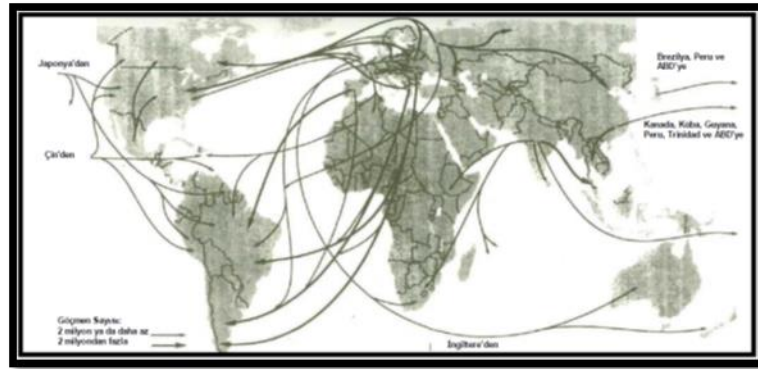 Japonya'dan
Brezilya, Peru ve
ABD'ye
Kanada, Küba, Guyana,
Peru, Trinidad ve ABD'ye
Çin'den
Göçmen Sayısı:
2 milyon ya da daha az
2 milyondan fazla
İngiltere'den